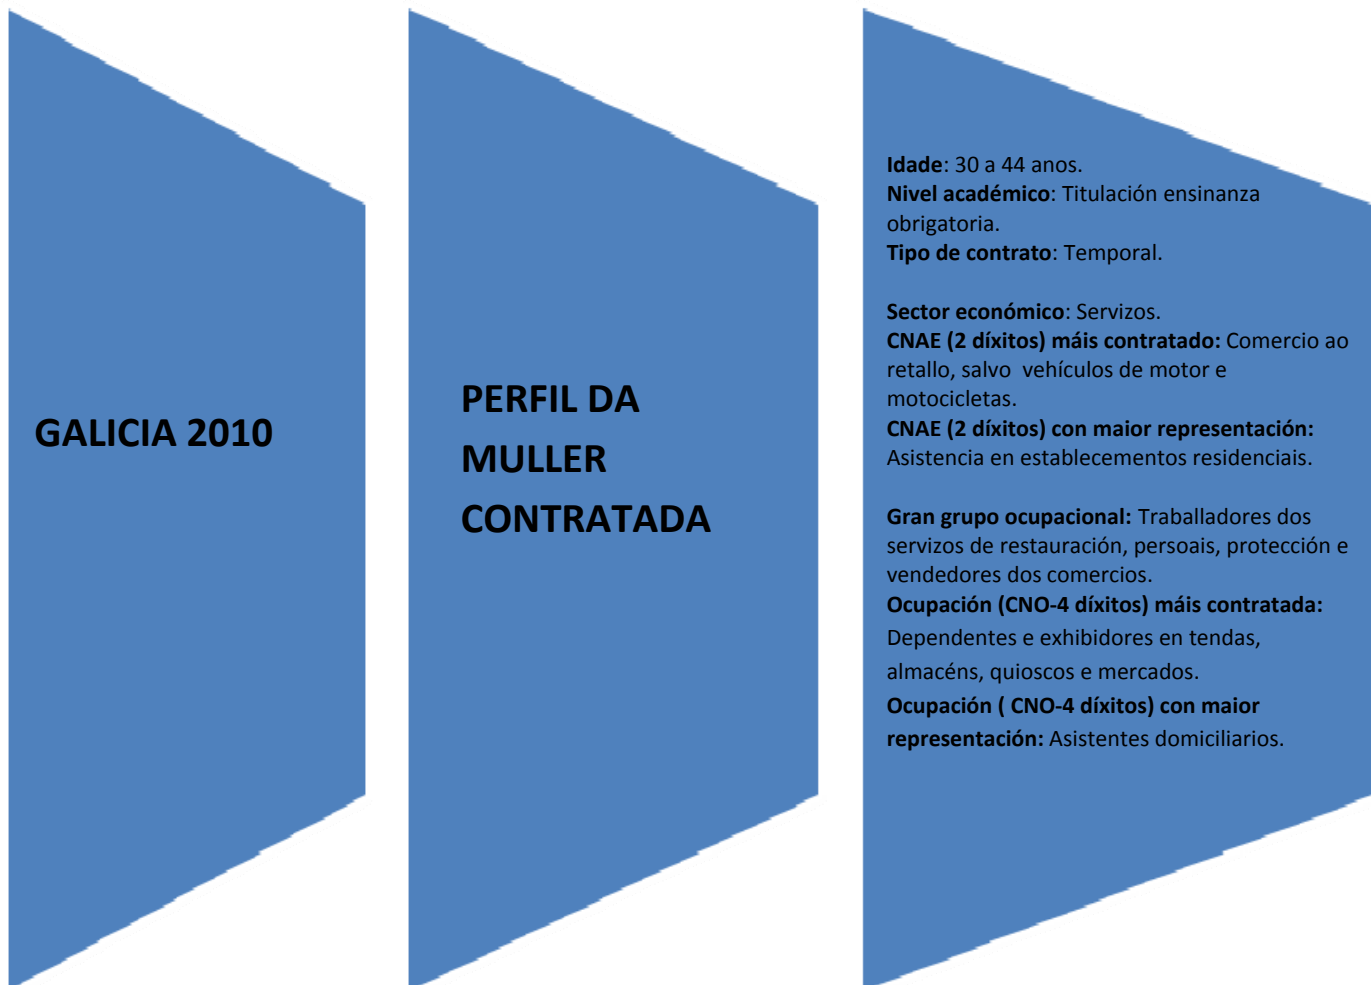 GALICIA 2010
PERFIL DA
MULLER
CONTRATADA
Idade: 30 a 44 anos.
Nivel académico: Titulación ensinanza
obrigatoria.
Tipo de contrato: Temporal.
Sector económico: Servizos.
CNAE (2 díxitos) máis contratado: Comercio ao
retallo, salvo vehículos de motor e
motocicletas.
CNAE (2 díxitos) con maior representación:
Asistencia en establecementos residenciais.
Gran grupo ocupacional: Traballadores dos
servizos de restauración, persoais, protección e
vendedores dos comercios.
Ocupación (CNO-4 díxitos) máis contratada:
Dependentes e exhibidores en tendas,
almacéns, quioscos e mercados.
Ocupación ( CNO-4 díxitos) con maior
representación: Asistentes domiciliarios.